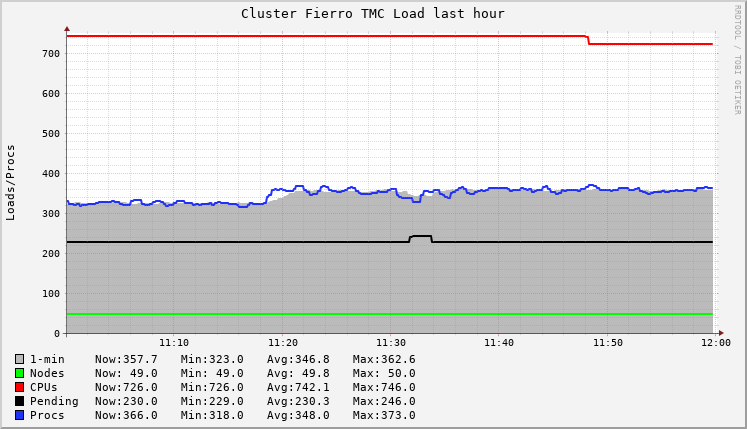 Cluster Fierro TMC Load last hour
RRDTOOL / TOBI OETIKER
Loads/Procs
700
600
500
400
300
200
100
0
11:10 11:20 11:30 11:40 11:50 12:00
1-min Now:357.7 Min:323.0 Avg:346.8 Max:362.6
Nodes Now: 49.0 Min: 49.0 Avg: 49.8 Max: 50.0
CPUs Now:726.0 Min:726.0 Avg:742.1 Max:746.0
Pending Now:230.0 Min:229.0 Avg:230.3 Max:246.0
Procs Now:366.0 Min:318.0 Avg:348.0 Max:373.0